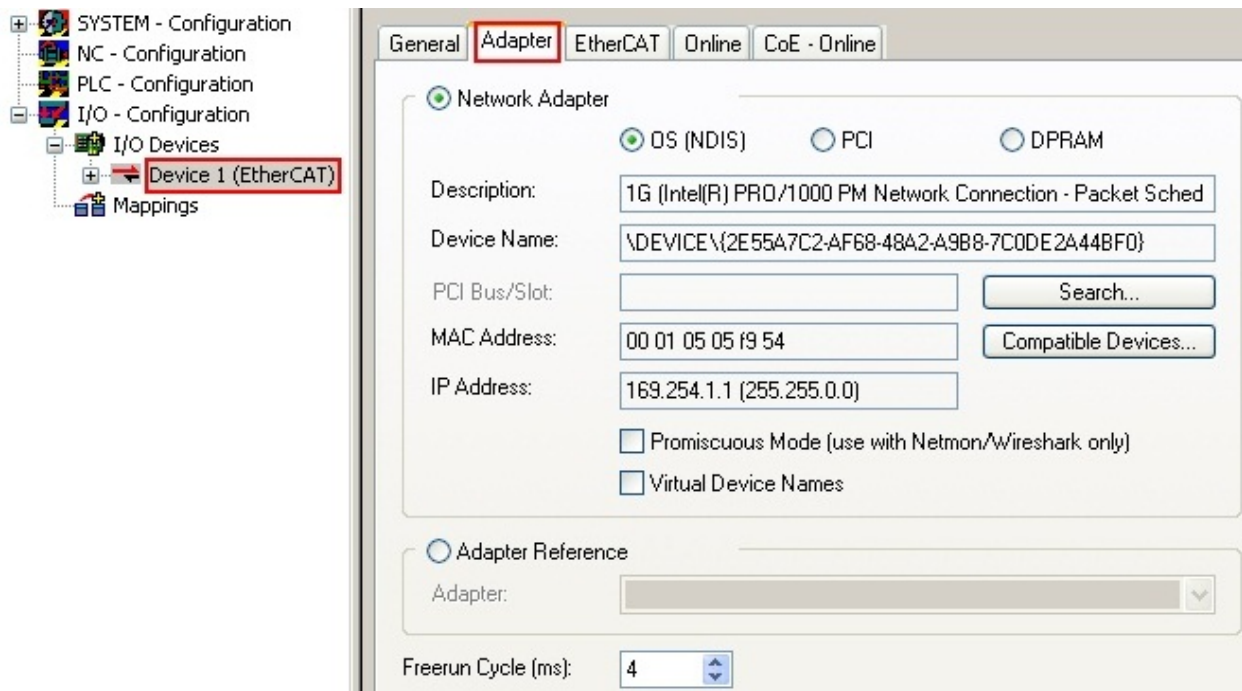 SYSTEM - Configuration
NC - Configuration
PLC - Configuration
I/O - Configuration
I/O Devices
Device 1 (EtherCAT)
Mappings
General Adapter EtherCAT Online CoE - Online
Network Adapter
OS (NDIS) PCI DPRAM
Description: 1G (Intel(R) PRO/1000 PM Network Connection - Packet Sched
Device Name: \DEVICE\{2E55A7C2-AF68-48A2-A9B8-7C0DE2A44BF0}
PCI Bus/Slot: Search...
MAC Address: 00 01 05 05 f9 54 Compatible Devices...
IP Address: 169.254.1.1 (255.255.0.0)
Promiscuous Mode (use with Netmon/Wireshark only)
Virtual Device Names
Adapter Reference
Adapter:
Freerun Cycle (ms): 4